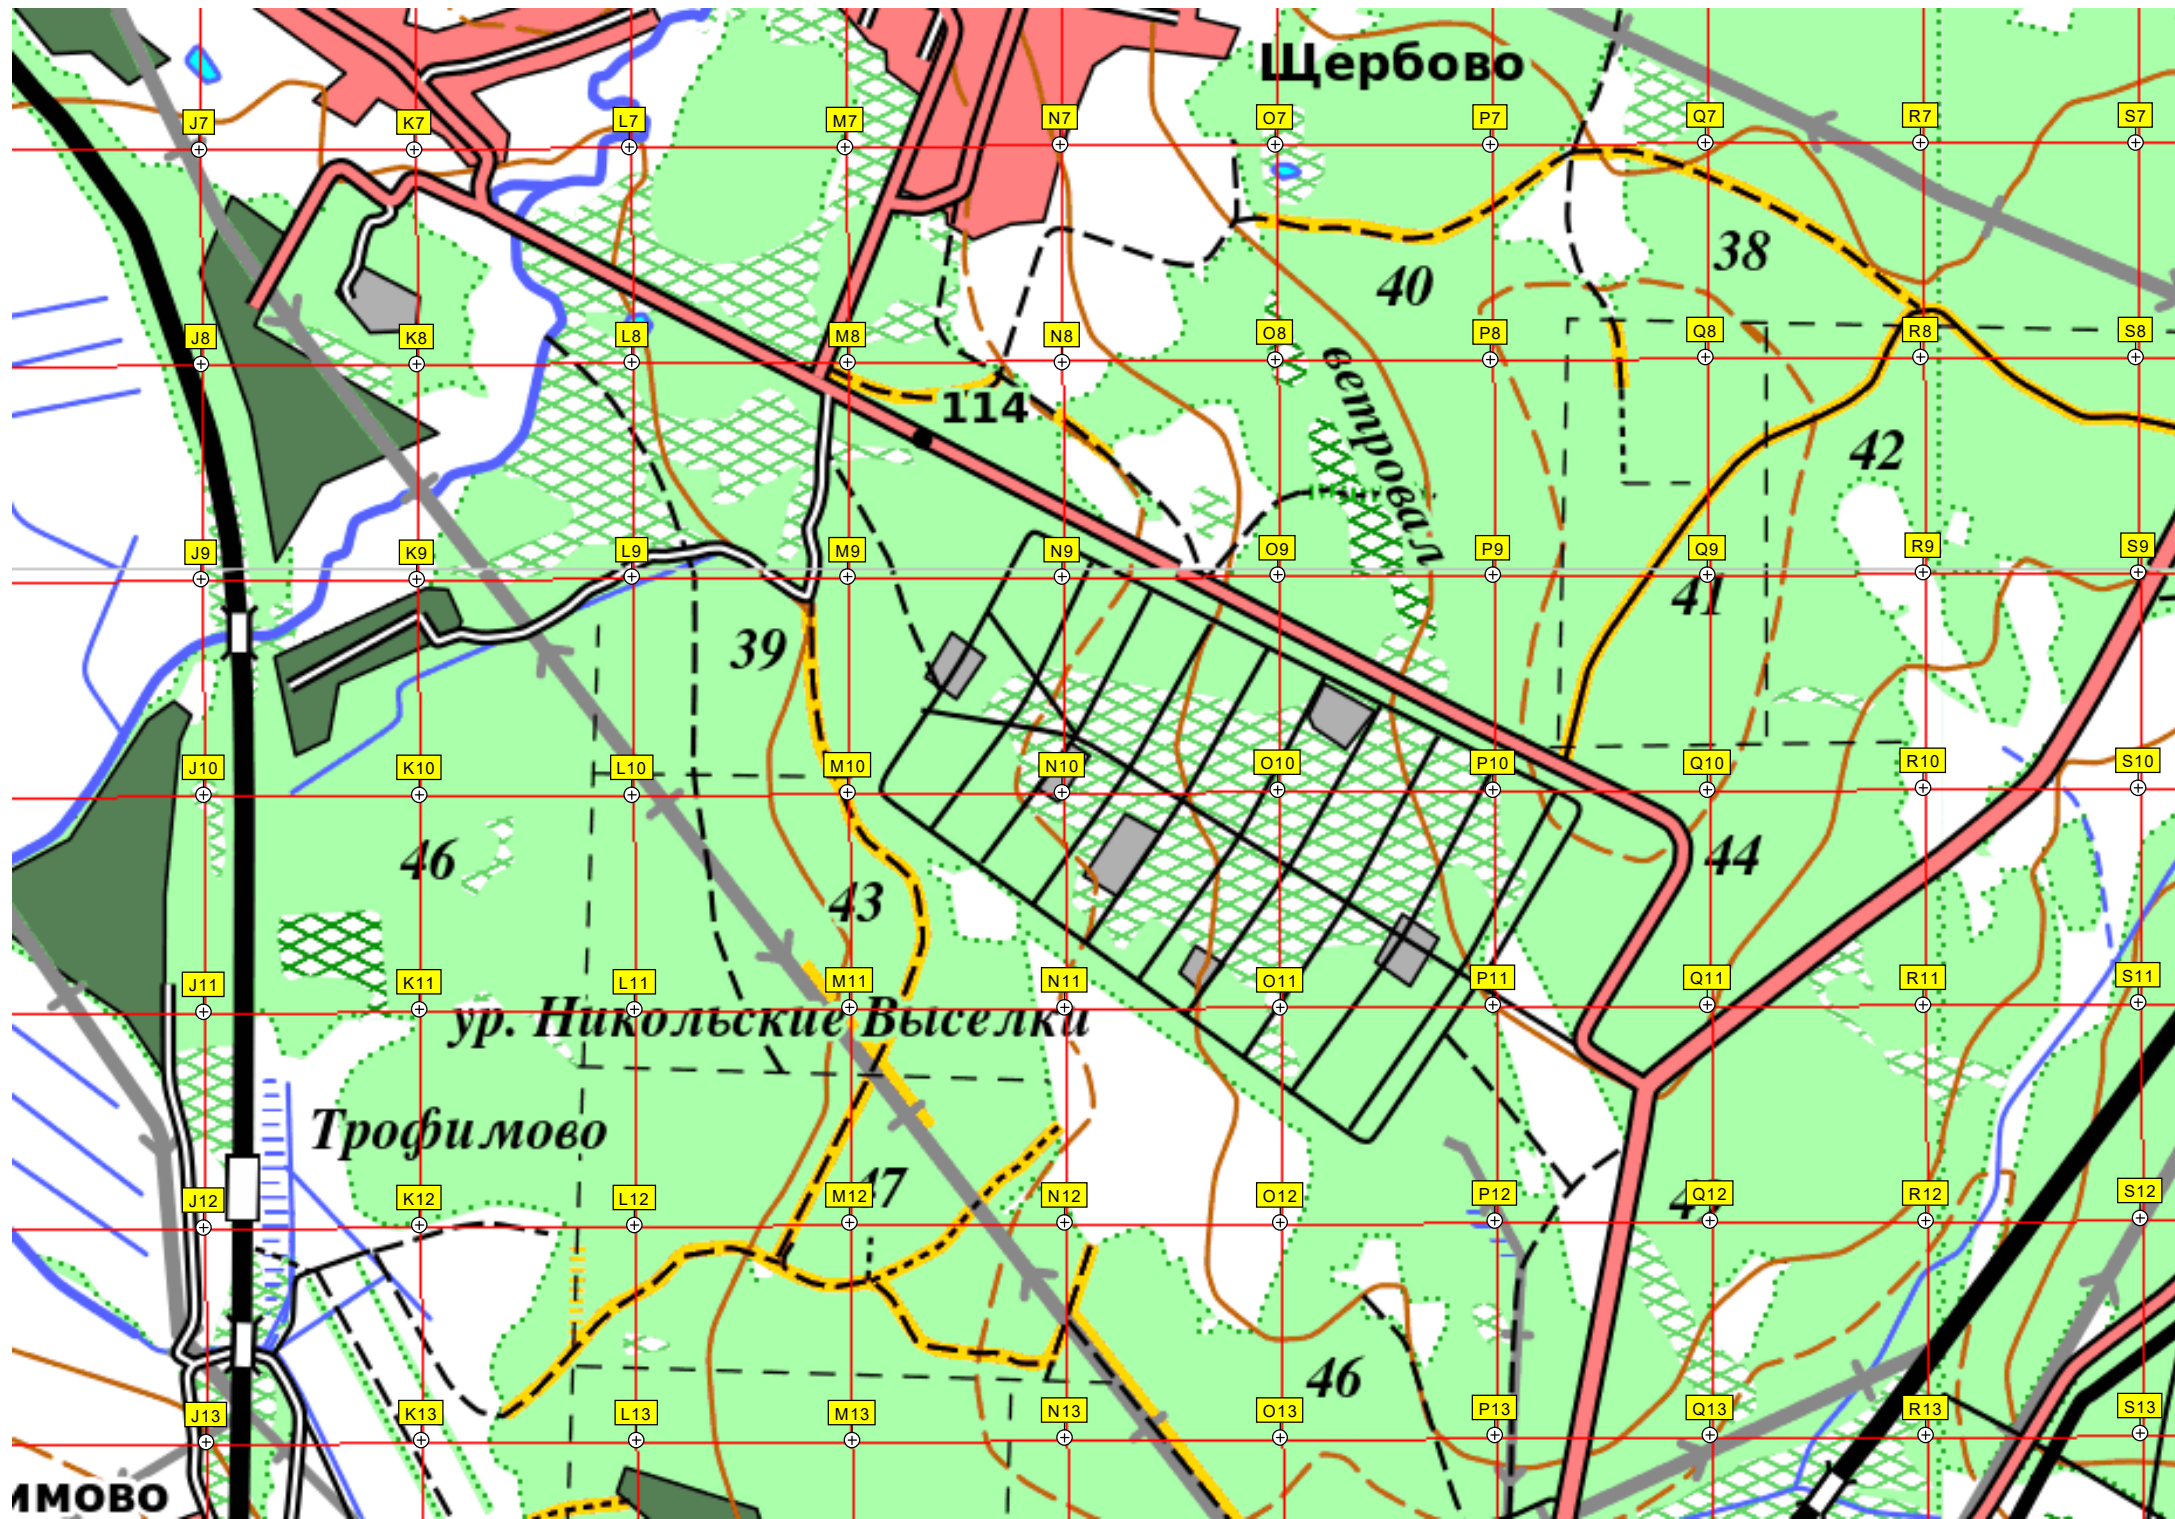 Щербово
J7 K7 L7 M7 N7 O7 P7 Q7 R7 S7
38
40
J8 K8 L8 M8 N8 O8 P8 Q8 R8 S8
114
ветровал
42
J9 K9 L9 M9 N9 O9 P9 Q9 R9 S9
41
39
J10 K10 L10 M10 N10 O10 P10 Q10 R10 S10
46
44
43
J11 K11 L11 M11 N11 O11 P11 Q11 R11 S11
ур. Никольские Выселки
Трофимово
47
J12 K12 L12 M12 N12 O12 P12 Q12 R12 S12
46
J13 K13 L13 M13 N13 O13 P13 Q13 R13 S13
имово